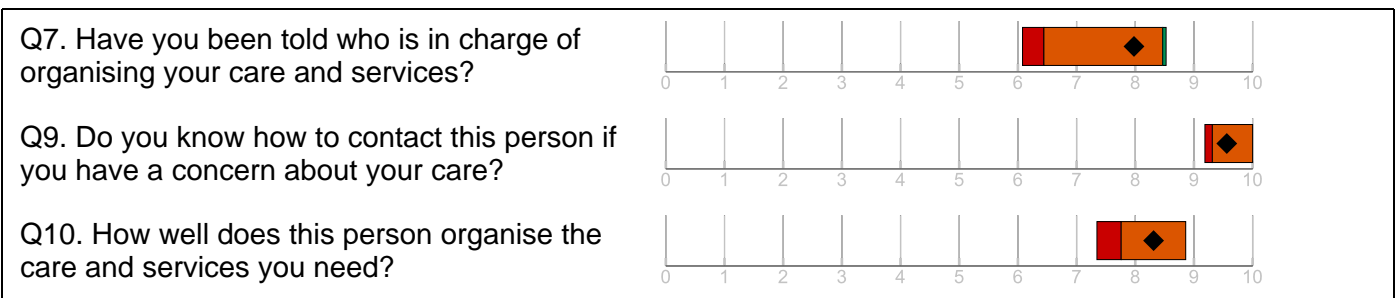 Q7. Have you been told who is in charge of
organising your care and services?
0 1 2 3 4 5 6 7 8 9 10
Q9. Do you know how to contact this person if
you have a concern about your care?
0 1 2 3 4 5 6 7 8 9 10
Q10. How well does this person organise the
care and services you need?
0 1 2 3 4 5 6 7 8 9 10